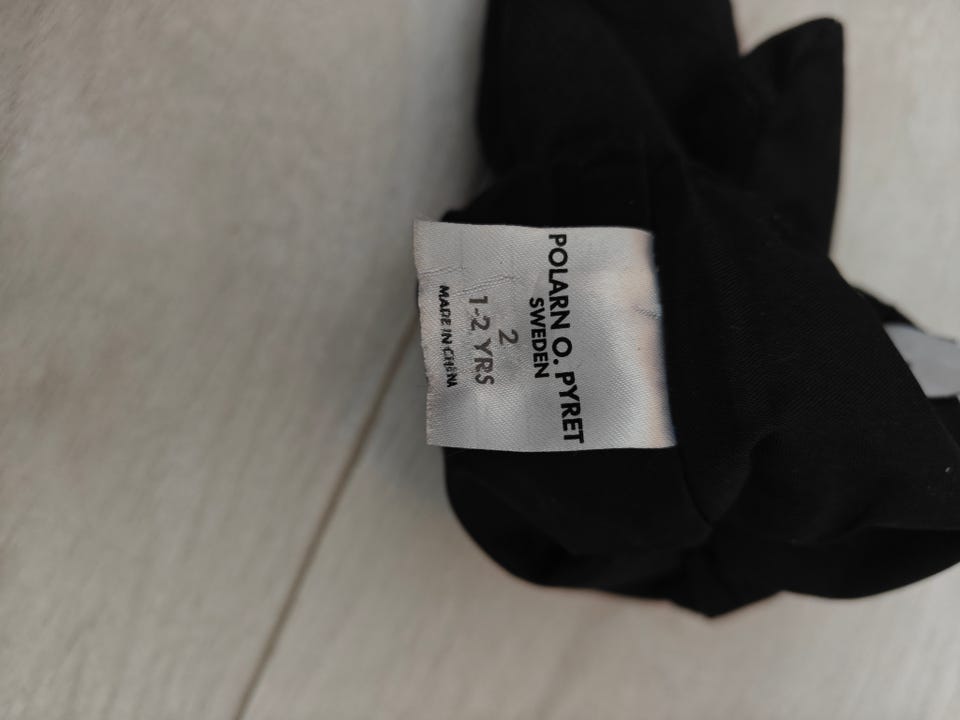 POLARN O. PYRET
SWEDEN
2
1-2 YRS
MADE IN CHINA